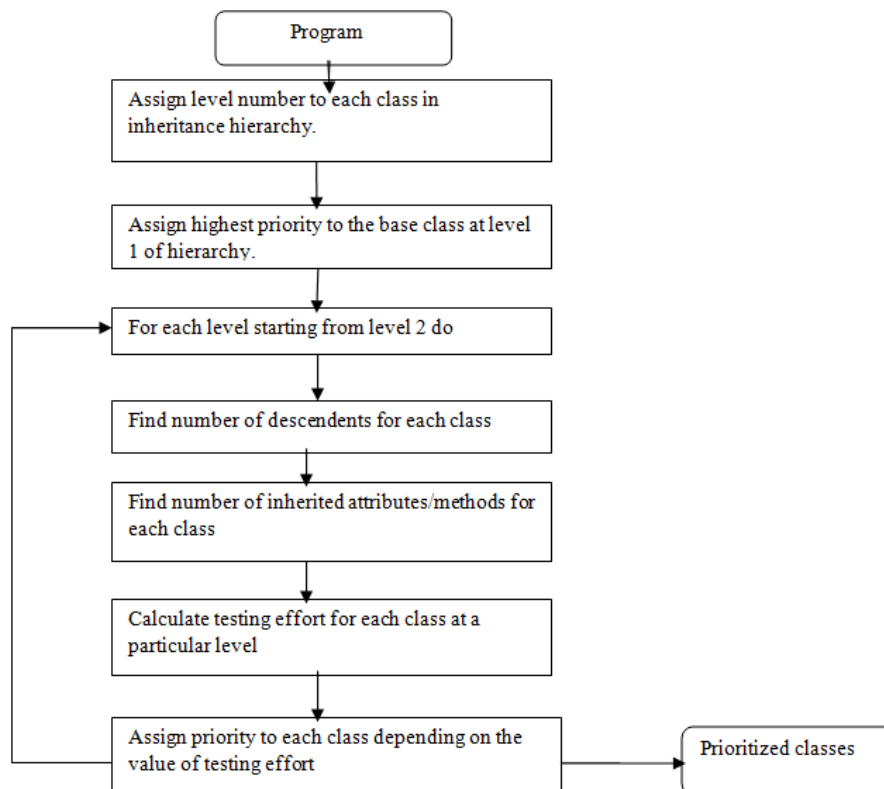 Program
Assign level number to each class in
inheritance hierarchy.
Assign highest priority to the base class at level
1 of hierarchy.
For each level starting from level 2 do
Find number of descendents for each class
Find number of inherited attributes/methods for
each class
Calculate testing effort for each class at a
particular level
Assign priority to each class depending on the
value of testing effort
Prioritized classes